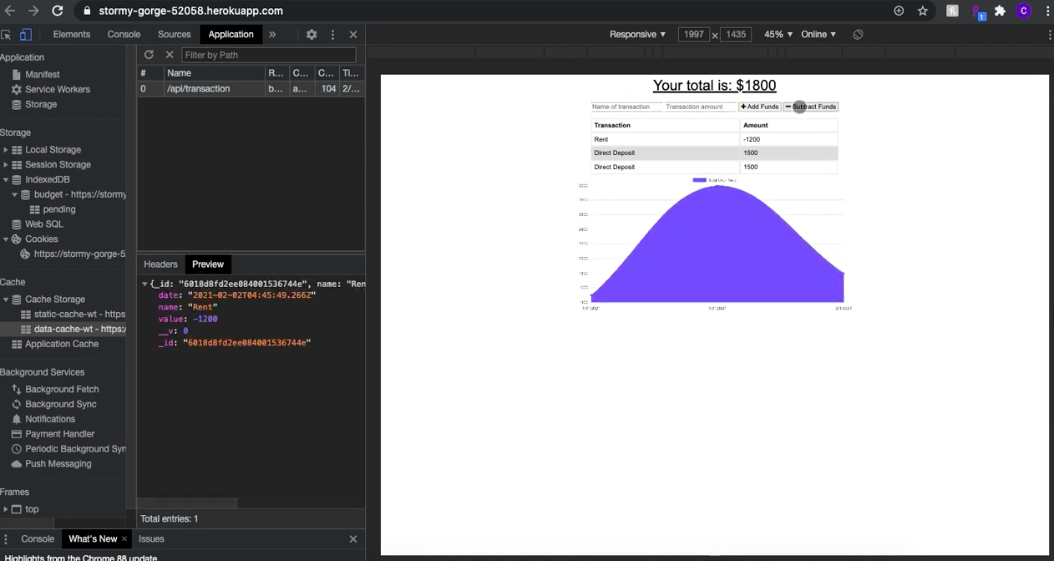 stormy-gorge-52058.herokuapp.com
Elements Console Sources Application »
Application
Manifest
Service Workers
Storage
Storage
Local Storage
Session Storage
IndexedDB
budget - https://stormy
pending
Web SQL
Cookies
https://stormy-gorge-5
Cache
Cache Storage
static-cache-wt - https
data-cache-wt - https:/
Application Cache
Background Services
Background Fetch
Background Sync
Notifications
Payment Handler
Periodic Background Syn
Push Messaging
Frames
top
Filter by Path
# Name R... C... C... Ti...
0 /api/transaction b... a... 104 2/...
Headers Preview
{_id: "6018d8fd2ee084001536744e", name: "Ren
date: "2021-02-02T04:45:49.266Z"
name: "Rent"
value: -1200
__v: 0
_id: "6018d8fd2ee084001536744e"
Total entries: 1
Console What's New × Issues
Highlights from the Chrome 88 update
Responsive ▼ 1997 × 1435 45% ▼ Online ▼
Your total is: $1800
Name of transaction Transaction amount + Add Funds - Subtract Funds
Transaction Amount
Rent -1200
Direct Deposit 1500
Direct Deposit 1500